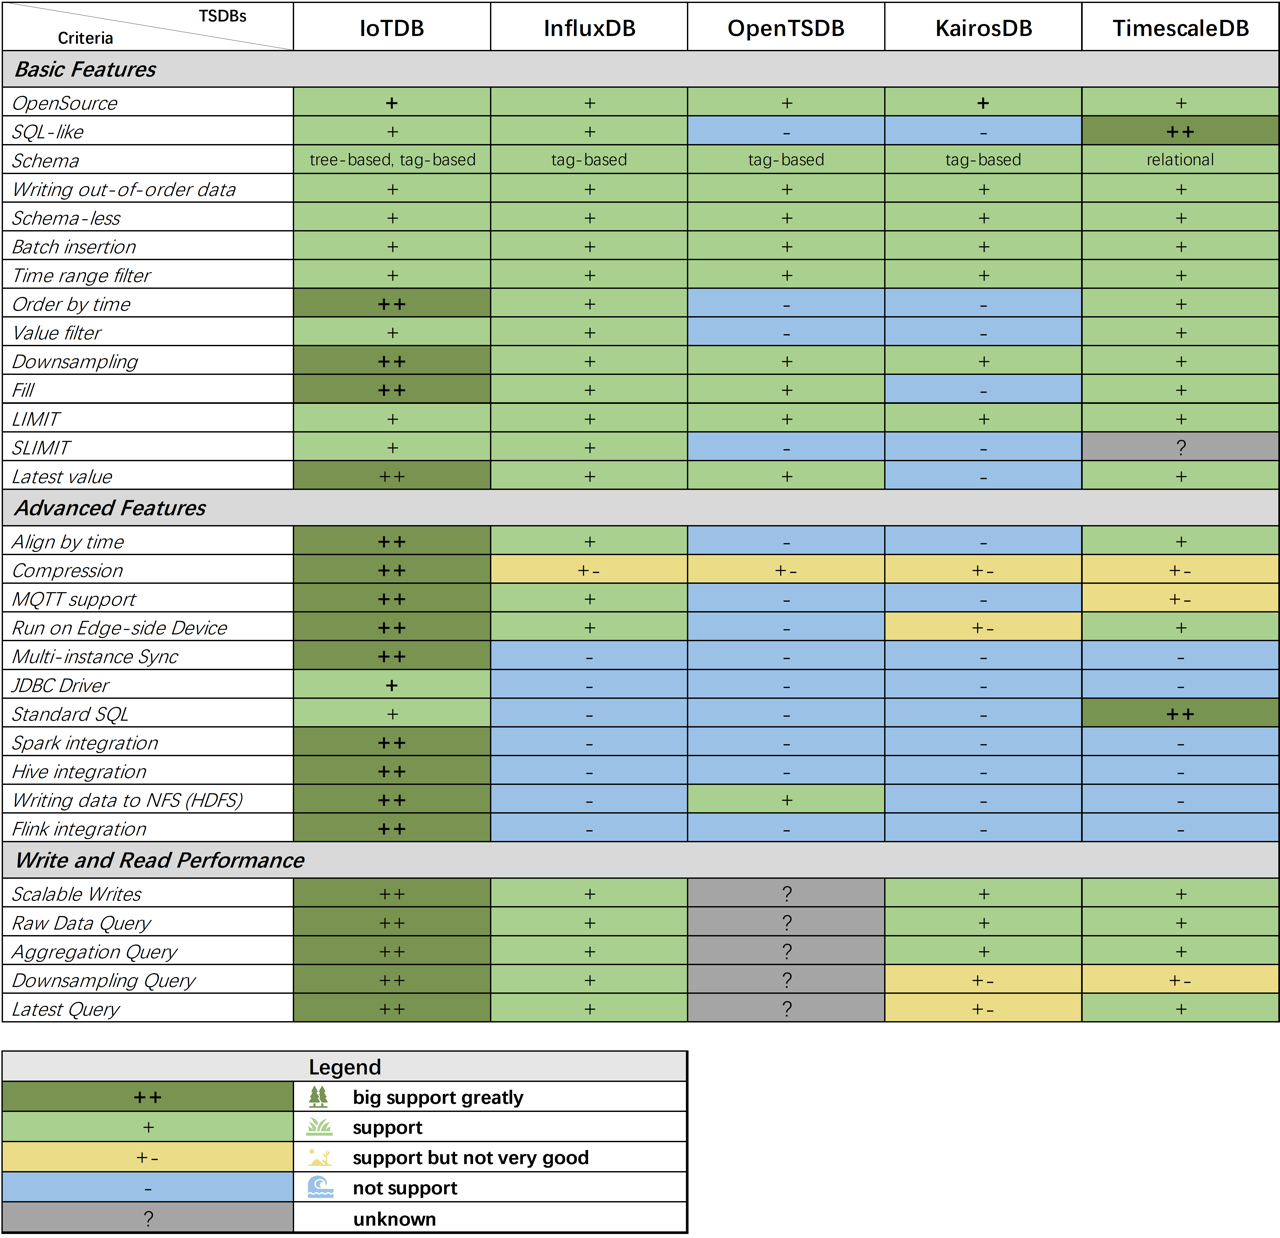 TSDBs
Criteria
IoTDB InfluxDB OpenTSDB KairosDB TimescaleDB
Basic Features
OpenSource + + + + +
SQL-like + + - - ++
Schema tree-based, tag-based tag-based tag-based tag-based relational
Writing out-of-order data + + + + +
Schema-less + + + + +
Batch insertion + + + + +
Time range filter + + + + +
Order by time ++ + - - +
Value filter + + - - +
Downsampling ++ + + + +
Fill ++ + + - +
LIMIT + + + + +
SLIMIT + + - - ?
Latest value ++ + + - +
Advanced Features
Align by time ++ + - - +
Compression ++ +- +- +- +-
MQTT support ++ + - - +-
Run on Edge-side Device ++ + - +- +
Multi-instance Sync ++ - - - -
JDBC Driver + - - - -
Standard SQL + - - - ++
Spark integration ++ - - - -
Hive integration ++ - - - -
Writing data to NFS (HDFS) ++ - + - -
Flink integration ++ - - - -
Write and Read Performance
Scalable Writes ++ + ? + +
Raw Data Query ++ + ? + +
Aggregation Query ++ + ? + +
Downsampling Query ++ + ? +- +-
Latest Query ++ + ? +- +
Legend
++ big support greatly
+ support
+- support but not very good
- not support
? unknown